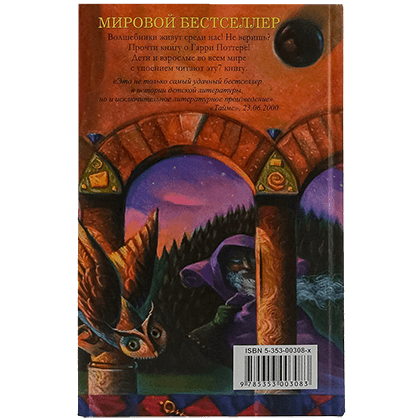 МИРОВОЙ БЕСТСЕЛЛЕР
Волшебники живут среди нас! Не веришь?
Прочти книгу о Гарри Поттере!
Дети и взрослые во всем мире
с упоением читают эту7 книгу.
«Это не только самый удачный бестселлер
в истории детской литературы,
но и исключительное литературное произведение».
«Таймс», 23.06.2000
ISBN 5-353-00308-x
9 785353 003083